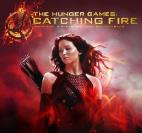 THE HUNGER GAMES:
CATCHING FIRE